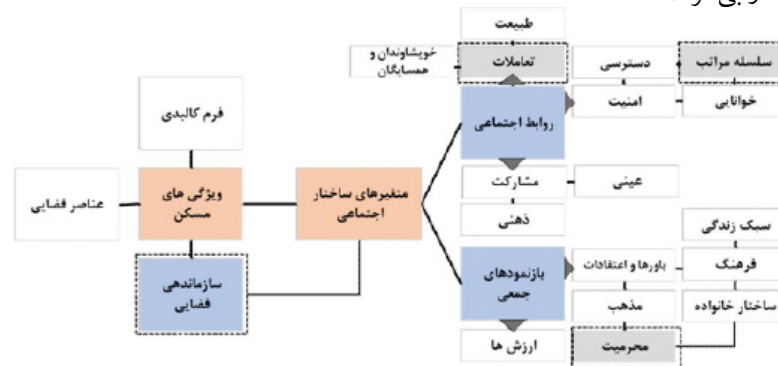 طبیعت
خویشاوندان و
همسایگان
تعاملات
دسترسی
سلسله مراتب
روابط اجتماعی
امنیت
خوانایی
فرم کالبدی
مشارکت
عینی
ذهنی
عناصر فضایی
ویژگی های
مسکن
متغیرهای ساختار
اجتماعی
سبک زندگی
بازنمودهای
جمعی
باورها و اعتقادات
فرهنگ
سازماندهی
فضایی
مذهب
ساختار خانواده
ارزش ها
محرمیت